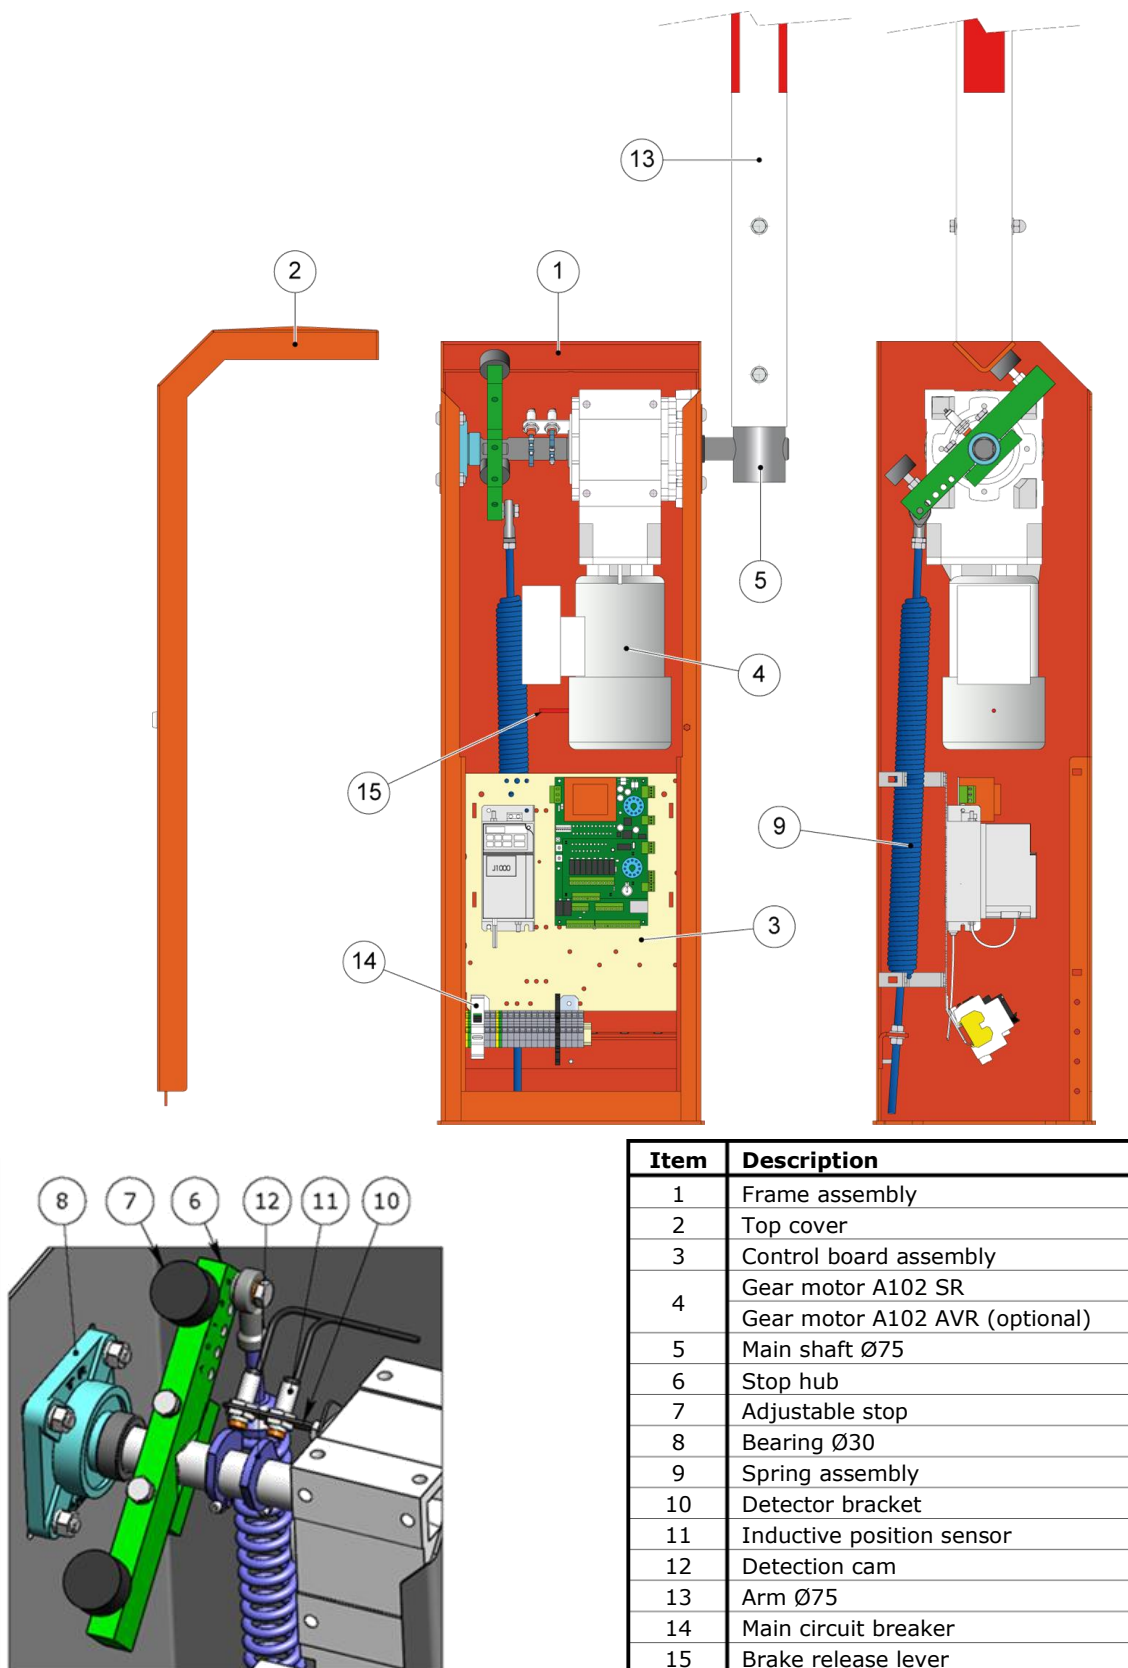 13
2
1
5
4
15
9
J1000
3
14
8 7 6 12 11 10
Item Description
1 Frame assembly
2 Top cover
3 Control board assembly
4 Gear motor A102 SR
Gear motor A102 AVR (optional)
5 Main shaft Ø75
6 Stop hub
7 Adjustable stop
8 Bearing Ø30
9 Spring assembly
10 Detector bracket
11 Inductive position sensor
12 Detection cam
13 Arm Ø75
14 Main circuit breaker
15 Brake release lever